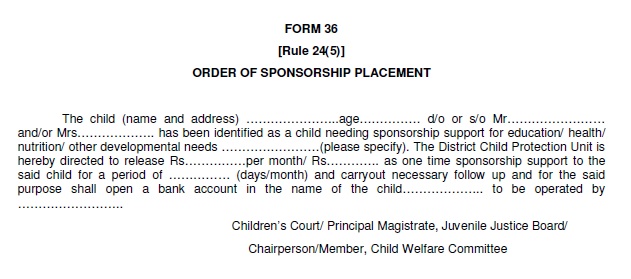 FORM 36
[Rule 24(5)]
ORDER OF SPONSORSHIP PLACEMENT
The child (name and address) …………………..age…………… d/o or s/o Mr……………………
and/or Mrs………………. has been identified as a child needing sponsorship support for education/ health/
nutrition/ other developmental needs …………………….(please specify). The District Child Protection Unit is
hereby directed to release Rs……………per month/ Rs…………. as one time sponsorship support to the
said child for a period of …………… (days/month) and carryout necessary follow up and for the said
purpose shall open a bank account in the name of the child……………….. to be operated by
……………………..
Children's Court/ Principal Magistrate, Juvenile Justice Board/
Chairperson/Member, Child Welfare Committee